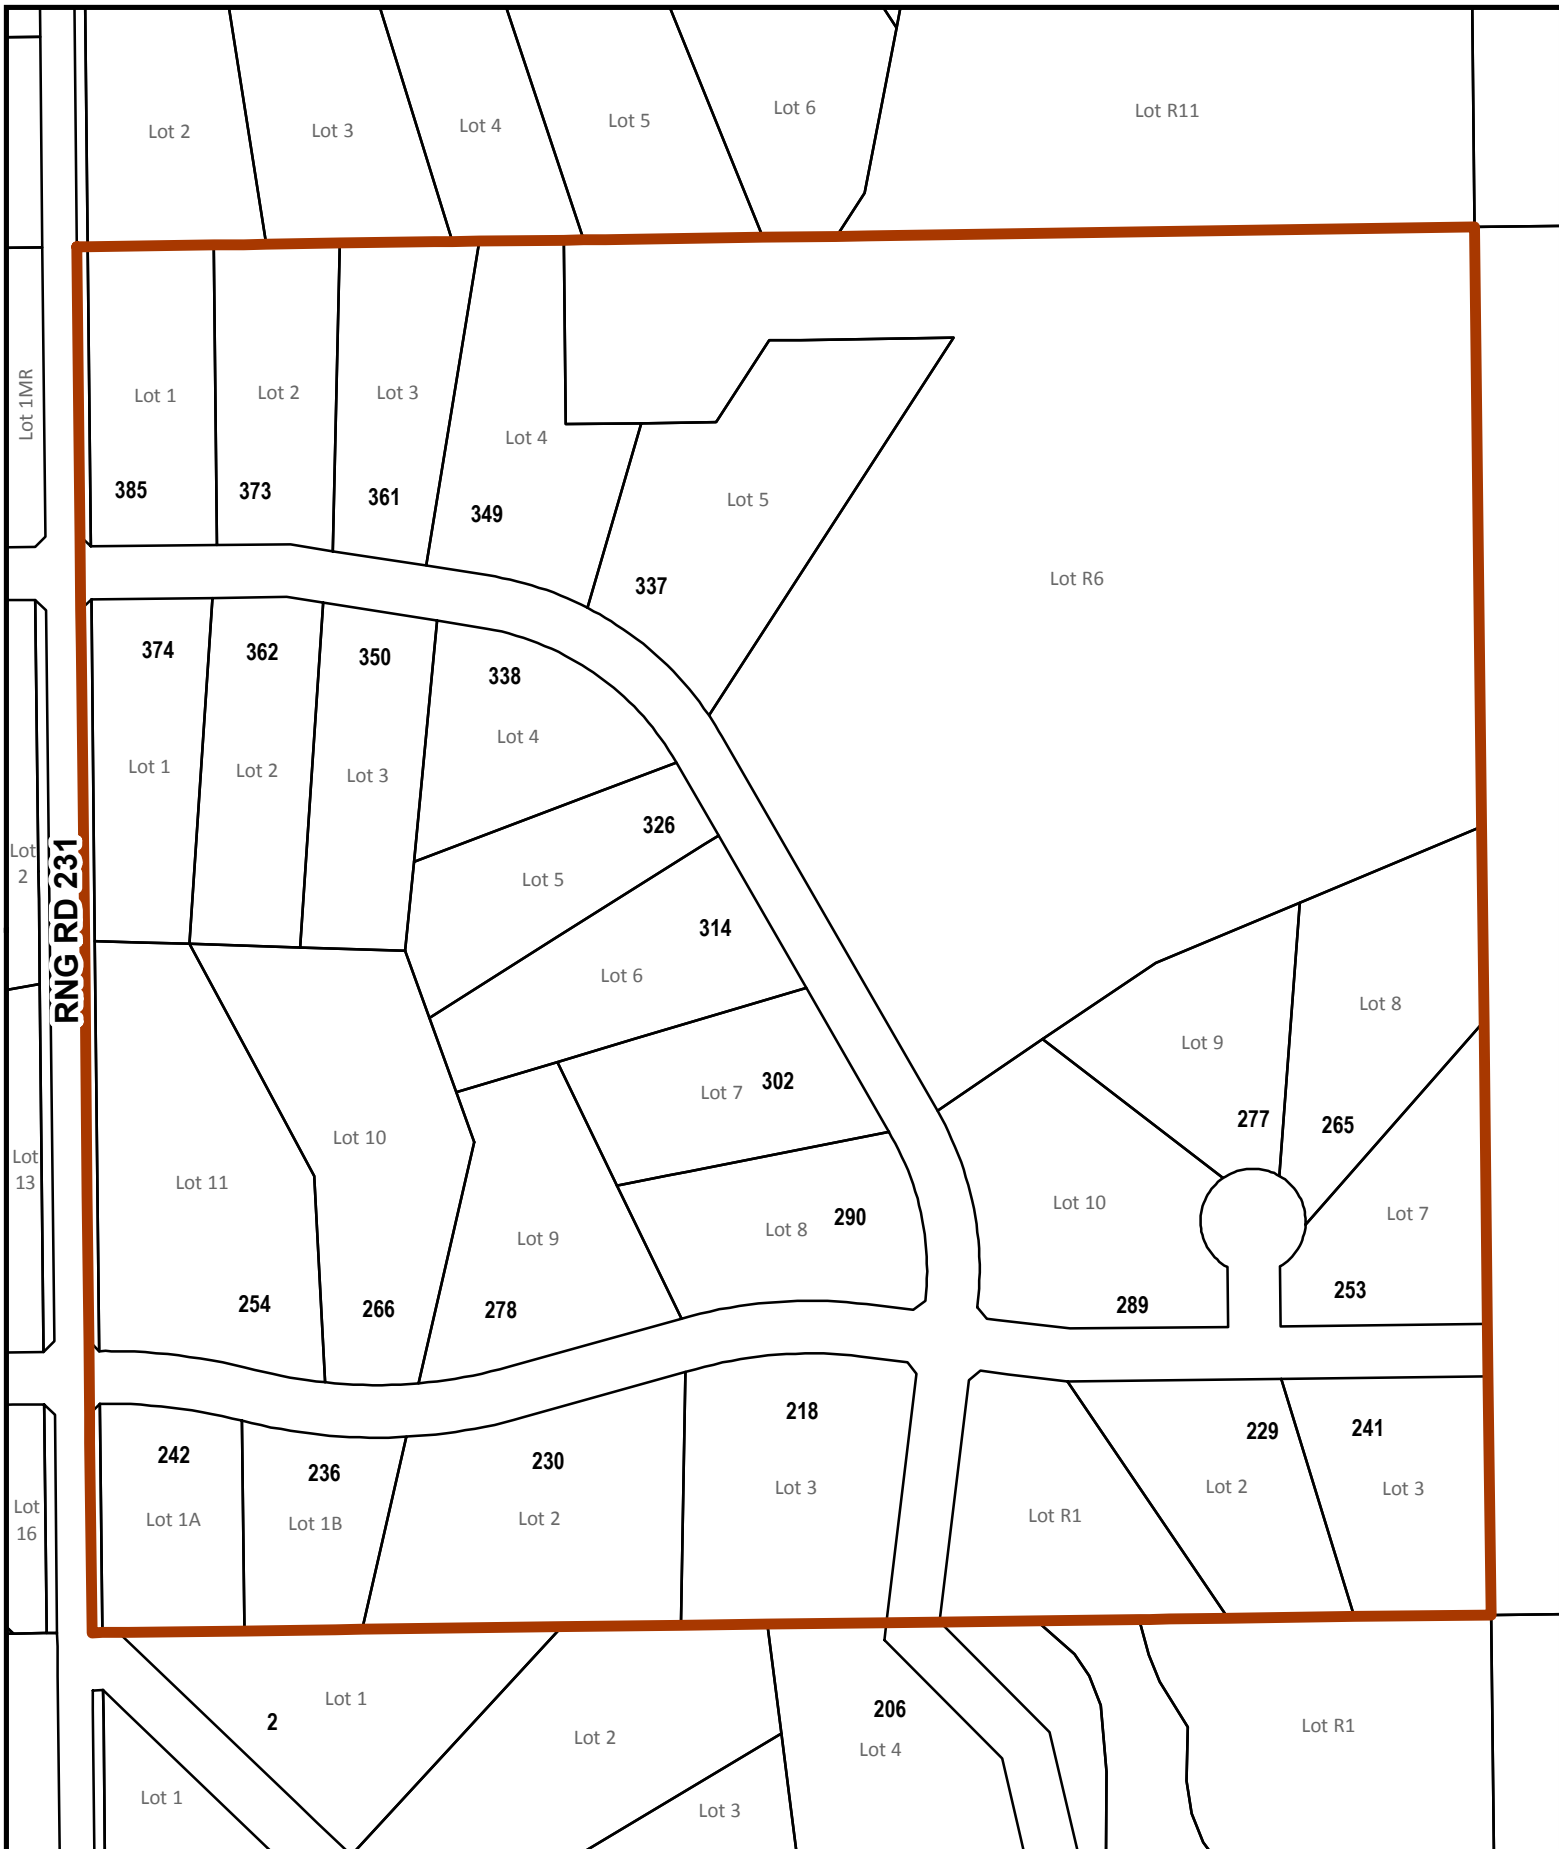 Lot 2
Lot 3
Lot 4
Lot 5
Lot 6
Lot R11
Lot 1MR
Lot 1
385
Lot 2
373
Lot 3
361
Lot 4
349
Lot 5
337
Lot R6
374
Lot 1
362
Lot 2
350
Lot 3
338
Lot 4
326
Lot 5
314
Lot 6
Lot 7 302
Lot 8 290
Lot
2
RNG RD 231
Lot
13
Lot 11
254
Lot 10
266
Lot 9
278
Lot 9
277
Lot 8
265
Lot 10
289
Lot 7
253
Lot
16
242
Lot 1A
236
Lot 1B
230
Lot 2
218
Lot 3
Lot R1
229
Lot 2
241
Lot 3
Lot 1
2
Lot 1
Lot 2
Lot 3
206
Lot 4
Lot R1